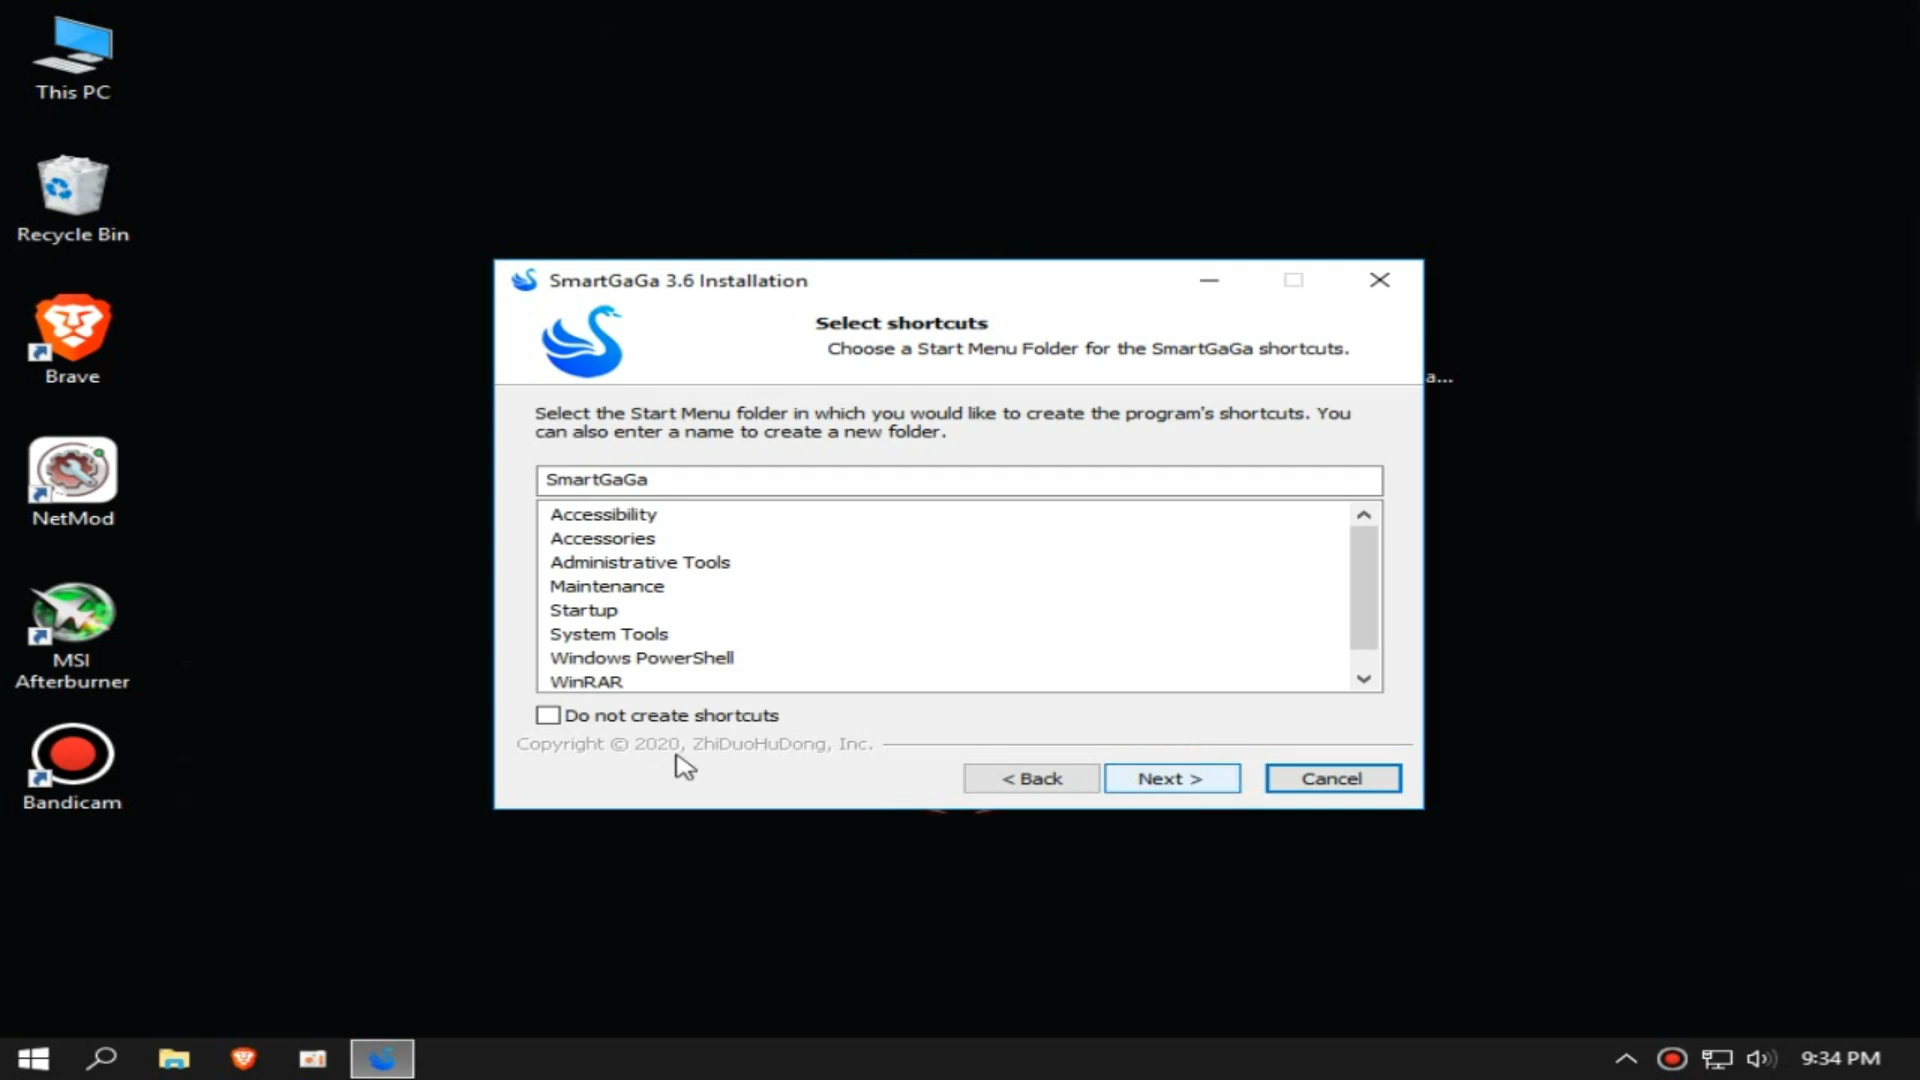 This PC
Recycle Bin
Brave
NetMod
MSI
Afterburner
Bandicam
SmartGaGa 3.6 Installation
Select shortcuts
Choose a Start Menu Folder for the SmartGaGa shortcuts.
a...
Select the Start Menu folder in which you would like to create the program's shortcuts. You
can also enter a name to create a new folder.
SmartGaGa
Accessibility
Accessories
Administrative Tools
Maintenance
Startup
System Tools
Windows PowerShell
WinRAR
Do not create shortcuts
Copyright © 2020, ZhiDuoHuDong, Inc.
< Back
Next >
Cancel
9:34 PM